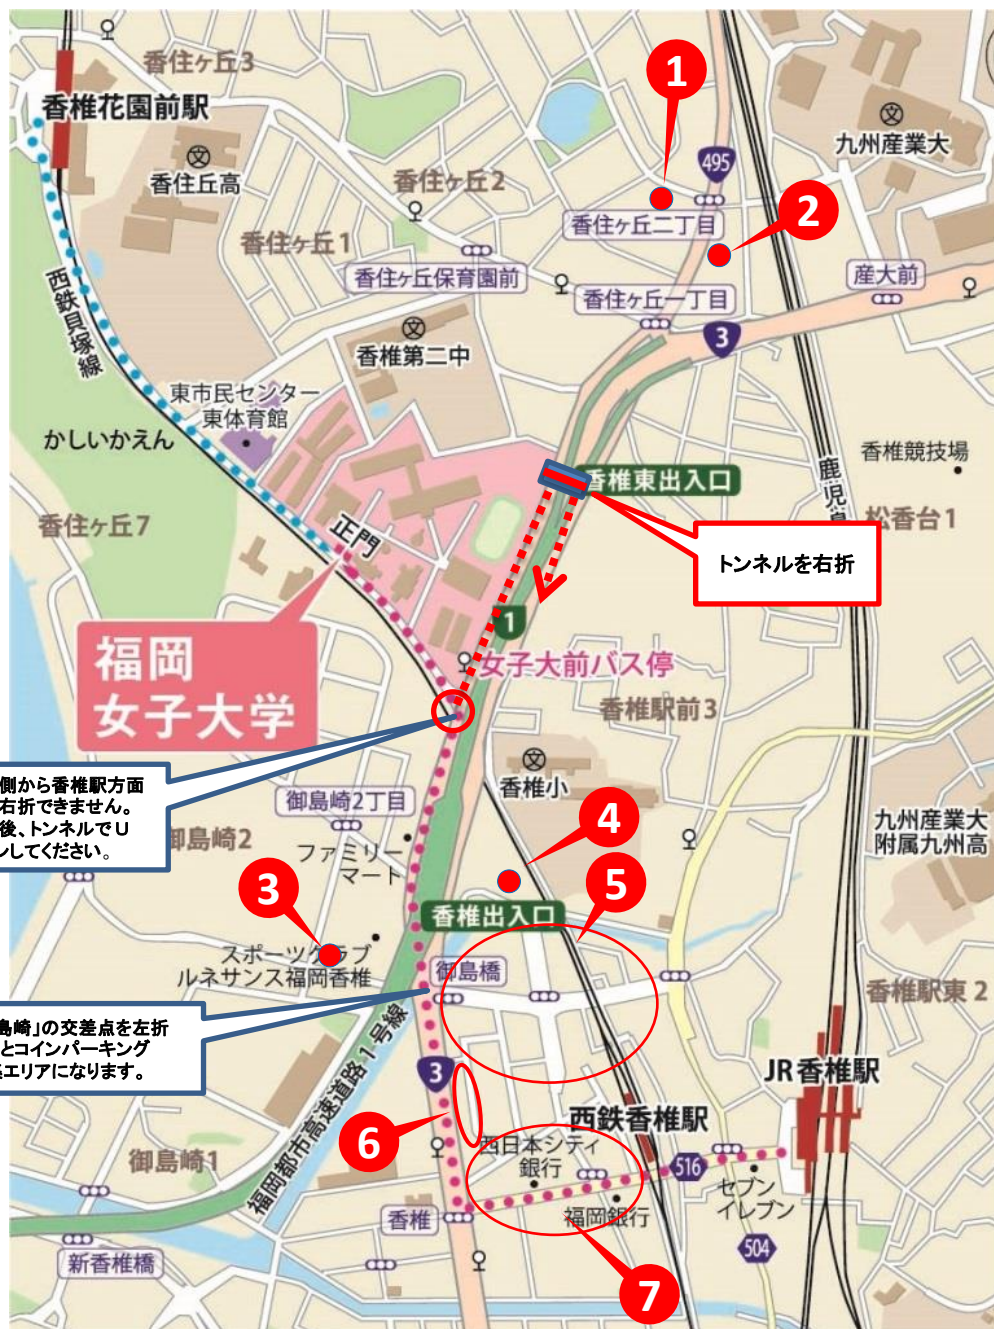 香住ヶ丘3
1
香椎花園前駅
九州産業大
495
香住丘高
香住ヶ丘2
2
香住ヶ丘二丁目
香住ヶ丘1
香住ヶ丘保育園前
産大前
香住ヶ丘一丁目
3
西鉄貝塚線
香椎第二中
東市民センター
東体育館
かしいかえん
香椎競技場
香椎東出入口
鹿児島
松香台1
香住ヶ丘7
正門
トンネルを右折
1
福岡
女子大学
女子大前バス停
香椎駅前3
側から香椎駅方面
右折できません。
後、トンネルでU
ンしてください。
香椎小
御島崎2丁目
御島崎2
ファミリー
マート
4
九州産業大
附属九州高
3
5
香椎出入口
スポーツクラブ
ルネサンス福岡香椎
御島橋
香椎駅東2
島崎」の交差点を左折
とコインパーキング
エリアになります。
福岡都市高速道路1号線
3
JR香椎駅
6
西鉄香椎駅
西日本シティ
銀行
516
御島崎1
セブン
イレブン
香椎
福岡銀行
504
新香椎橋
7